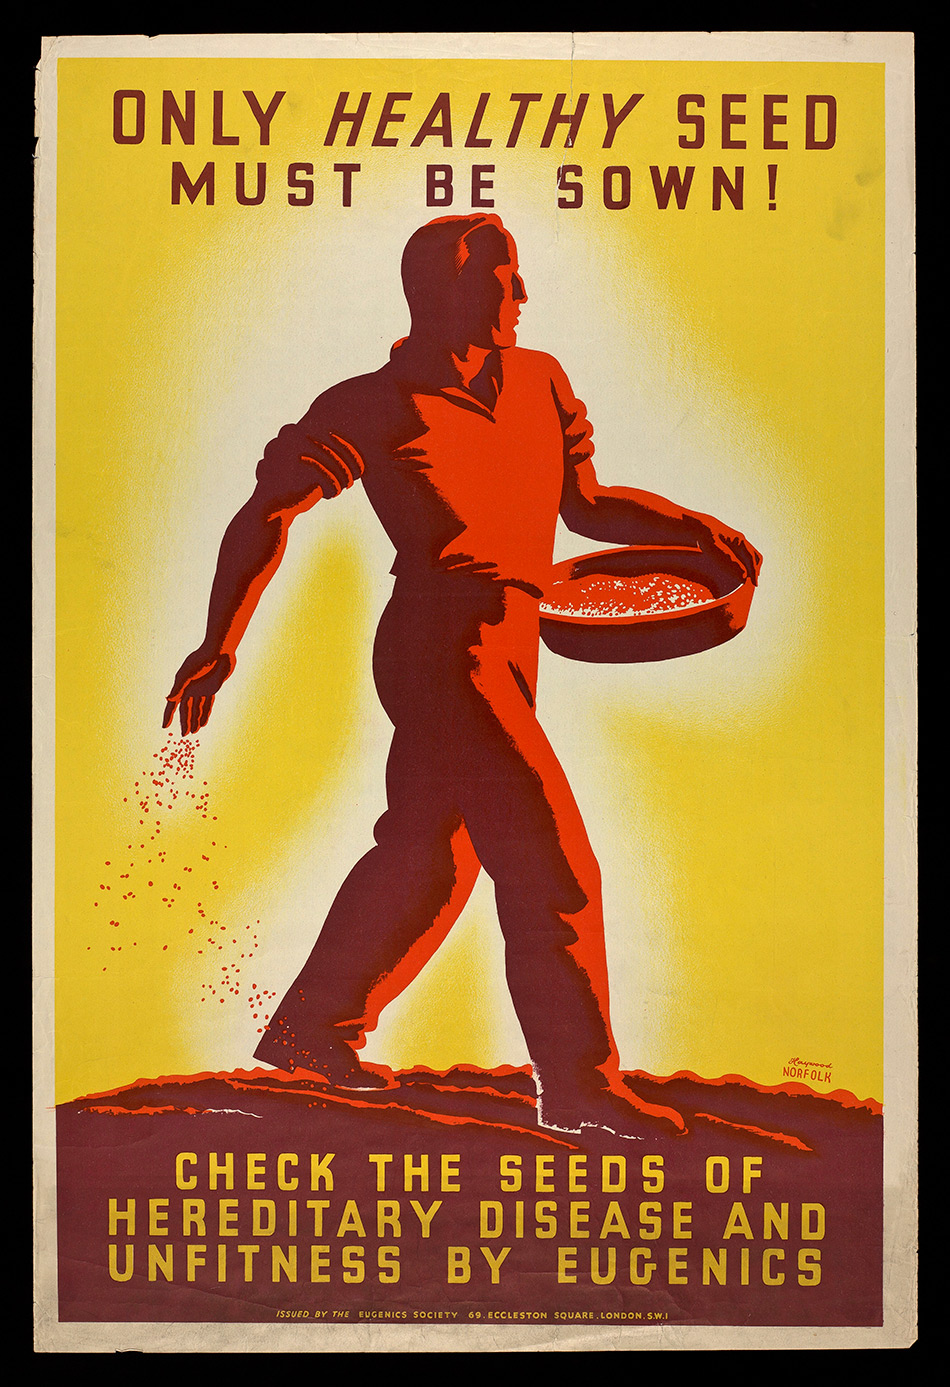 ONLY HEALTHY SEED
MUST BE SOWN!
Haywood
NORFOLK
CHECK THE SEEDS OF
HEREDITARY DISEASE AND
UNFITNESS BY EUGENICS
ISSUED BY THE EUGENICS SOCIETY 69. ECCLESTON SQUARE. LONDON. S.W.1